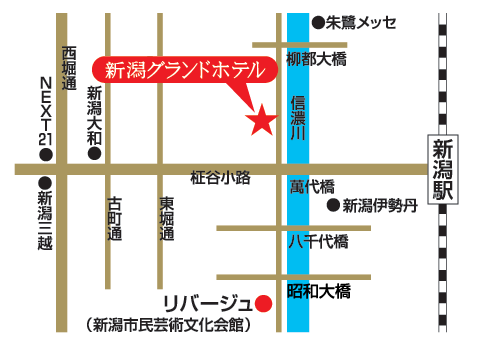 朱鷺メッセ
西堀通
柳都大橋
新潟グランドホテル
NEXT21
新潟大和
信濃川
新潟駅
柾谷小路
萬代橋
新潟三越
古町通
東堀通
新潟伊勢丹
八千代橋
昭和大橋
リバージュ
(新潟市民芸術文化会館)